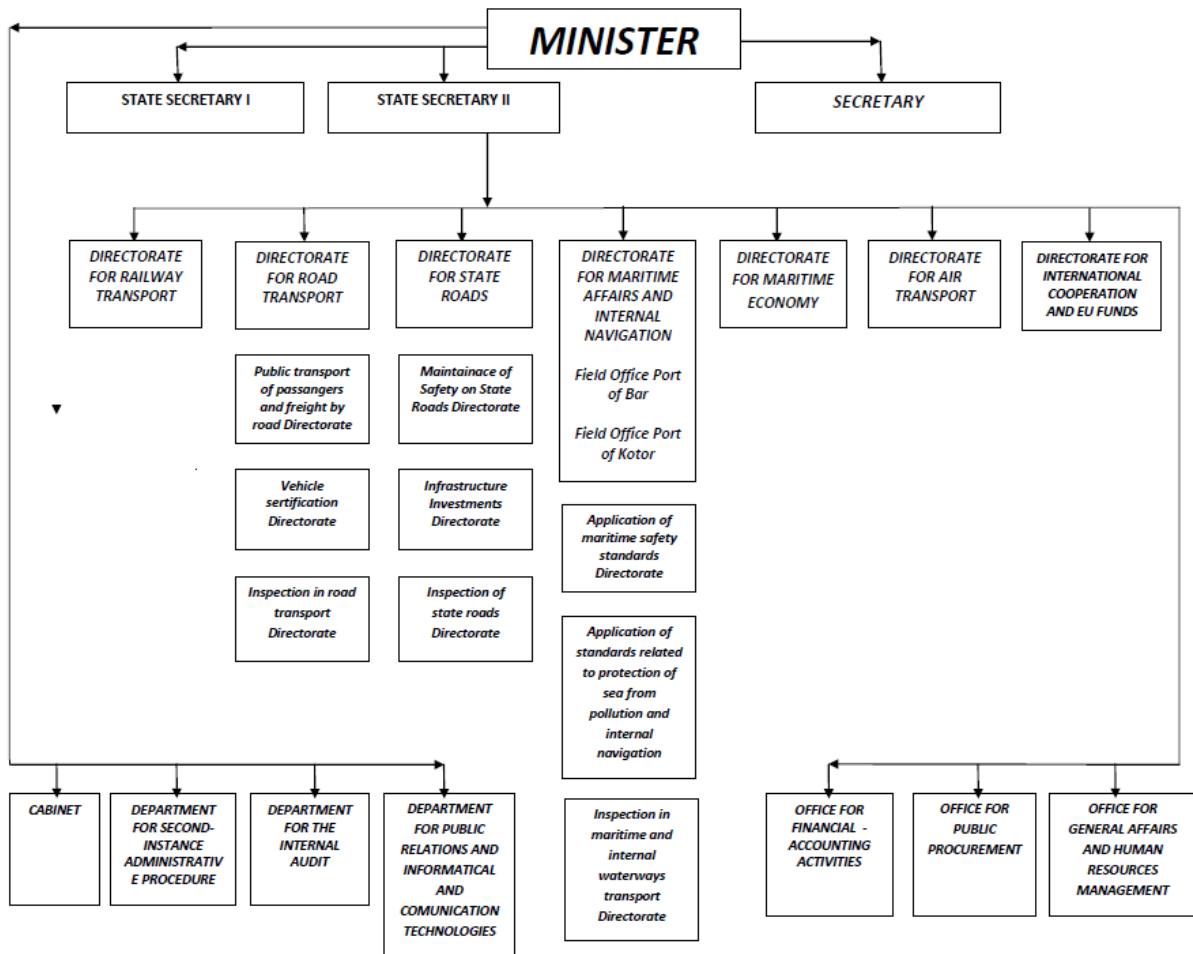 MINISTER
STATE SECRETARY I
STATE SECRETARY II
SECRETARY
DIRECTORATE
FOR RAILWAY
TRANSPORT
DIRECTORATE
FOR ROAD
TRANSPORT
DIRECTORATE
FOR STATE
ROADS
DIRECTORATE
FOR MARITIME
AFFAIRS AND
INTERNAL
NAVIGATION
Field Office Port
of Bar
Field Office Port
of Kotor
DIRECTORATE
FOR MARITIME
ECONOMY
DIRECTORATE
FOR AIR
TRANSPORT
DIRECTORATE FOR
INTERNATIONAL
COOPERATION
AND EU FUNDS
Public transport
of passangers
and freight by
road Directorate
Maintainace of
Safety on State
Roads Directorate
Vehicle
sertification
Directorate
Infrastructure
Investments
Directorate
Application of
maritime safety
standards
Directorate
Inspection in road
transport
Directorate
Inspection of
state roads
Directorate
Application of
standards related
to protection of
sea from
pollution and
internal
navigation
Inspection in
maritime and
internal
waterways
transport
Directorate
CABINET
DEPARTMENT
FOR SECOND-
INSTANCE
ADMINISTRATIV
E PROCEDURE
DEPARTMENT
FOR THE
INTERNAL
AUDIT
DEPARTMENT
FOR PUBLIC
RELATIONS AND
INFORMATICAL
AND
COMUNICATION
TECHNOLOGIES
OFFICE FOR
FINANCIAL -
ACCOUNTING
ACTIVITIES
OFFICE FOR
PUBLIC
PROCUREMENT
OFFICE FOR
GENERAL AFFAIRS
AND HUMAN
RESOURCES
MANAGEMENT